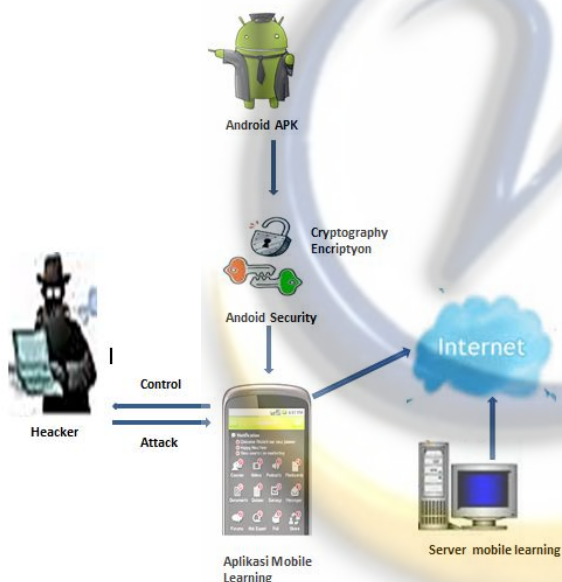 Android APK
Cryptography
Encriptyon
Andoid Security
Internet
Control
Attack
Heacker
Aplikasi Mobile
Learning
Server mobile learning